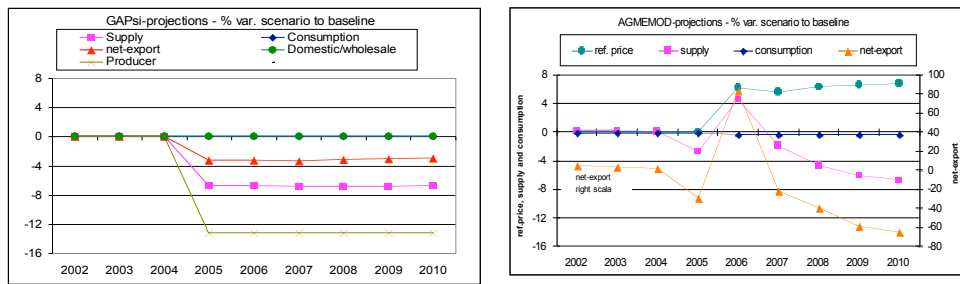 GAPsi-projections - % var. scenario to baseline
Supply Consumption
net-export Domestic/wholesale
Producer -
8
4
0
-4
-8
-12
-16
2002 2003 2004 2005 2006 2007 2008 2009 2010
AGMEMOD-projections - % var. scenario to baseline
ref. price supply consumption net-export
ref.price, supply and consumption
8
4
0
-4
-8
-12
-16
net-export
right scala
100
80
60
40
20
0
-20
-40
-60
-80
net-export
2002 2003 2004 2005 2006 2007 2008 2009 2010